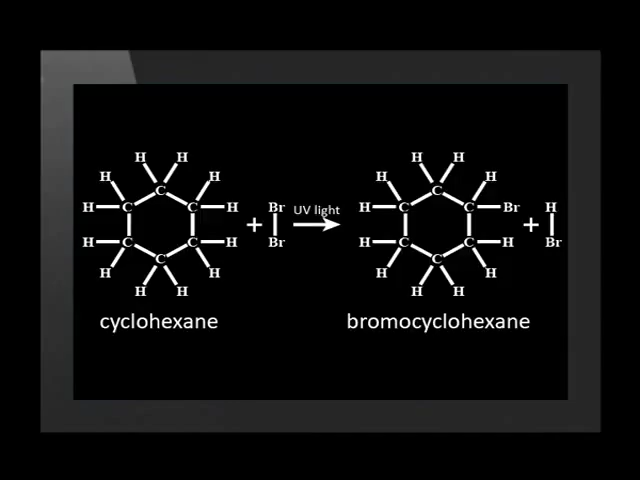 H H H H
H H H H
C C
H C C H Br UV light H C C Br H
+ +
H C C H Br H C C H Br
C C
H H H H
H H H H
cyclohexane bromocyclohexane